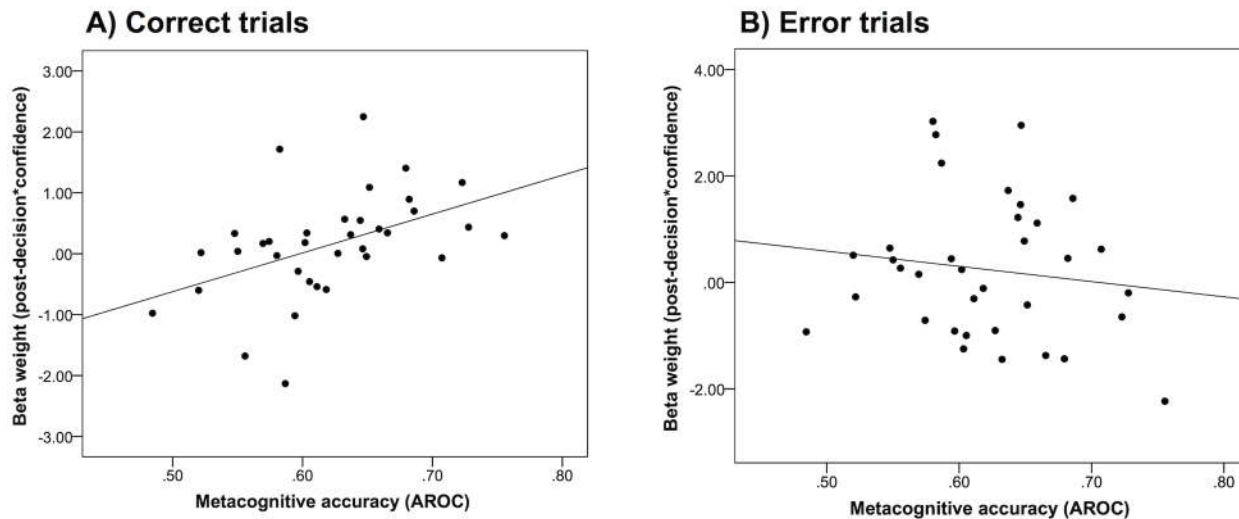 A) Correct trials
Beta weight (post-decision*confidence)
3.00
2.00
1.00
.00
-1.00
-2.00
-3.00
.50 .60 .70 .80
Metacognitive accuracy (AROC)
B) Error trials
Beta weight (post-decision*confidence)
4.00
2.00
.00
-2.00
.50 .60 .70 .80
Metacognitive accuracy (AROC)